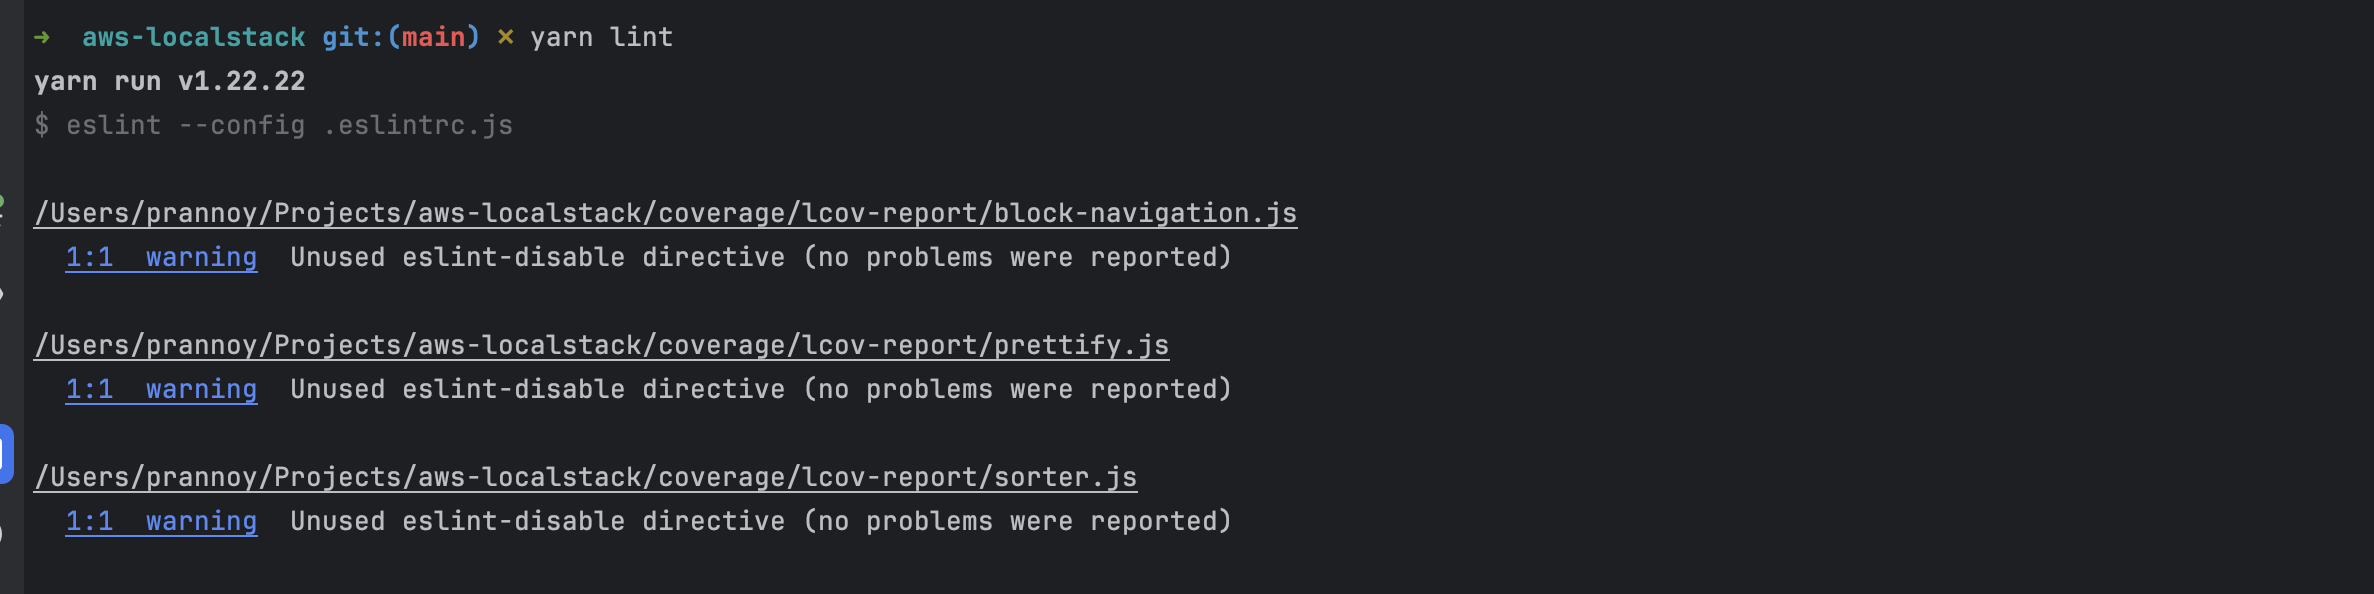 → aws-localstack git:(main) × yarn lint
yarn run v1.22.22
$ eslint --config .eslintrc.js
/Users/prannoy/Projects/aws-localstack/coverage/lcov-report/block-navigation.js
1:1 warning Unused eslint-disable directive (no problems were reported)
/Users/prannoy/Projects/aws-localstack/coverage/lcov-report/prettify.js
1:1 warning Unused eslint-disable directive (no problems were reported)
/Users/prannoy/Projects/aws-localstack/coverage/lcov-report/sorter.js
1:1 warning Unused eslint-disable directive (no problems were reported)